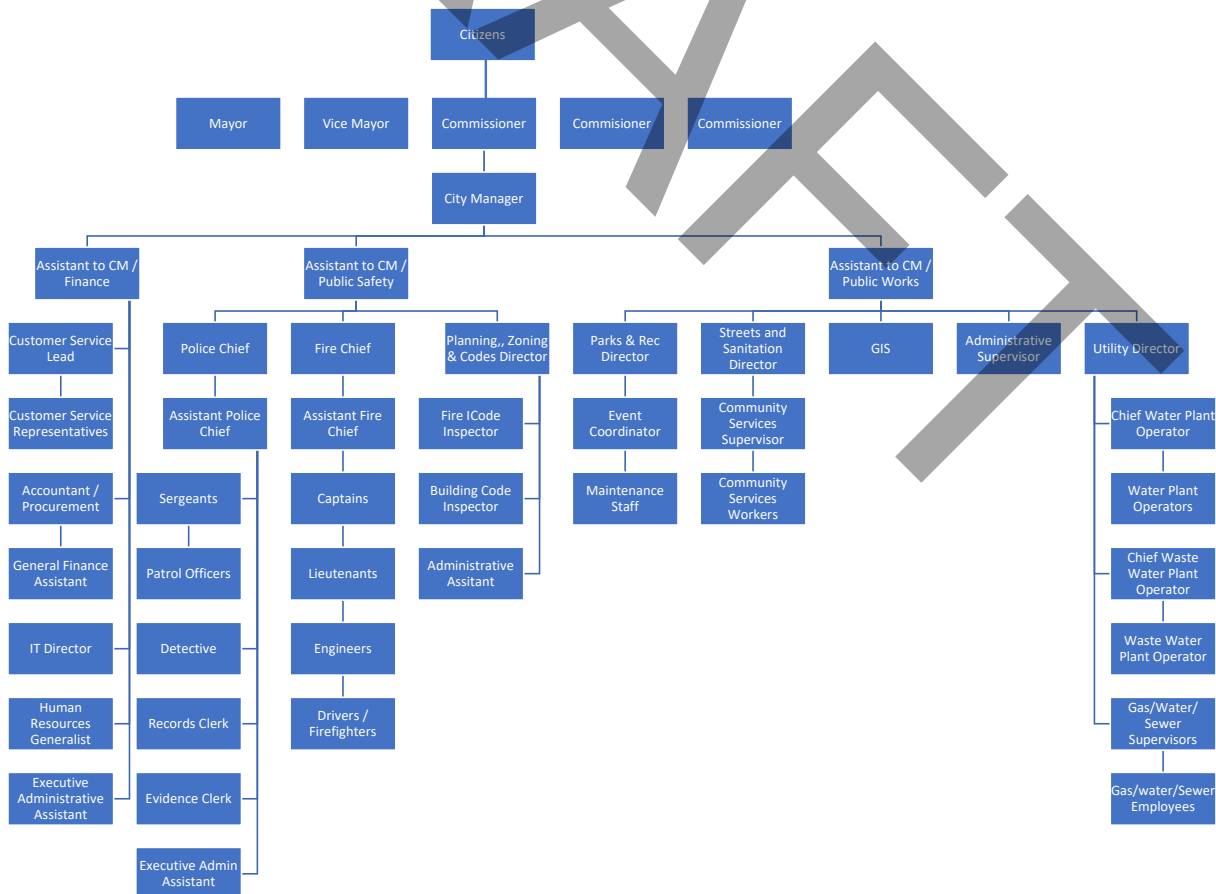 Citizens
Mayor
Vice Mayor
Commissioner
Commisioner
Commissioner
City Manager
Assistant to CM /
Finance
Assistant to CM /
Public Safety
Assistant to CM /
Public Works
Customer Service
Lead
Police Chief
Fire Chief
Planning,, Zoning
& Codes Director
Parks & Rec
Director
Streets and
Sanitation
Director
GIS
Administrative
Supervisor
Utility Director
Customer Service
Representatives
Assistant Police
Chief
Assistant Fire
Chief
Fire ICode
Inspector
Event
Coordinator
Community
Services
Supervisor
Chief Water Plant
Operator
Accountant /
Procurement
Sergeants
Captains
Building Code
Inspector
Maintenance
Staff
Community
Services
Workers
Water Plant
Operators
General Finance
Assistant
Patrol Officers
Lieutenants
Administrative
Assitant
Chief Waste
Water Plant
Operator
IT Director
Detective
Engineers
Waste Water
Plant Operator
Human
Resources
Generalist
Records Clerk
Drivers /
Firefighters
Gas/Water/
Sewer
Supervisors
Executive
Administrative
Assistant
Evidence Clerk
Gas/water/Sewer
Employees
Executive Admin
Assistant